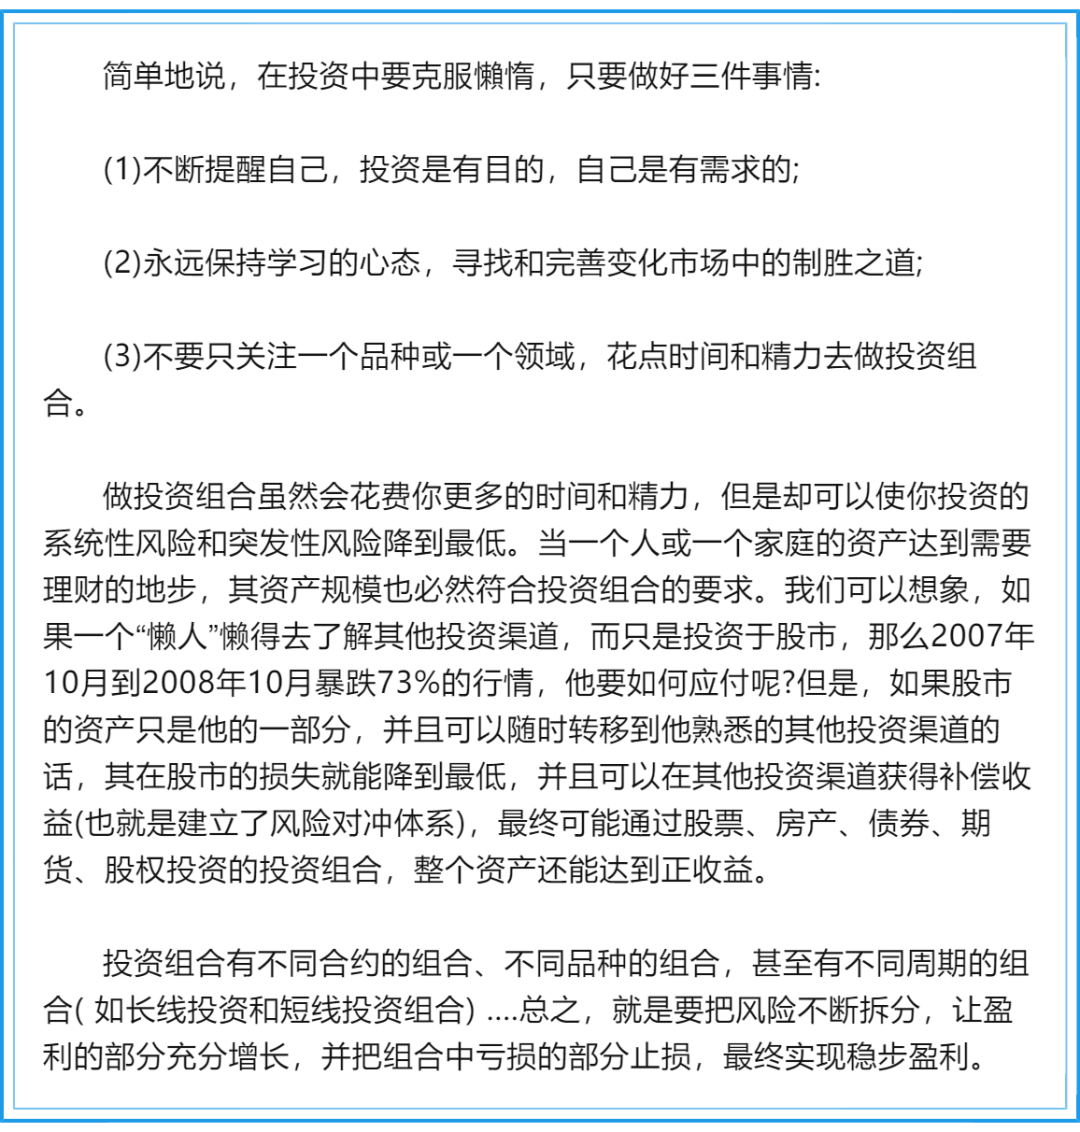 简单地说，在投资中要克服懒惰，只要做好三件事情:
(1)不断提醒自己，投资是有目的，自己是有需求的;
(2)永远保持学习的心态，寻找和完善变化市场中的制胜之道;
(3)不要只关注一个品种或一个领域，花点时间和精力去做投资组
合。
做投资组合虽然会花费你更多的时间和精力，但是却可以使你投资的
系统性风险和突发性风险降到最低。当一个人或一个家庭的资产达到需要
理财的地步，其资产规模也必然符合投资组合的要求。我们可以想象，如
果一个“懒人”懒得去了解其他投资渠道，而只是投资于股市，那么2007年
10月到2008年10月暴跌73%的行情，他要如何应付呢?但是，如果股市
的资产只是他的一部分，并且可以随时转移到他熟悉的其他投资渠道的
话，其在股市的损失就能降到最低，并且可以在其他投资渠道获得补偿收
益(也就是建立了风险对冲体系)，最终可能通过股票、房产、债券、期
货、股权投资的投资组合，整个资产还能达到正收益。
投资组合有不同合约的组合、不同品种的组合，甚至有不同周期的组
合( 如长线投资和短线投资组合) ....总之，就是要把风险不断拆分，让盈
利的部分充分增长，并把组合中亏损的部分止损，最终实现稳步盈利。